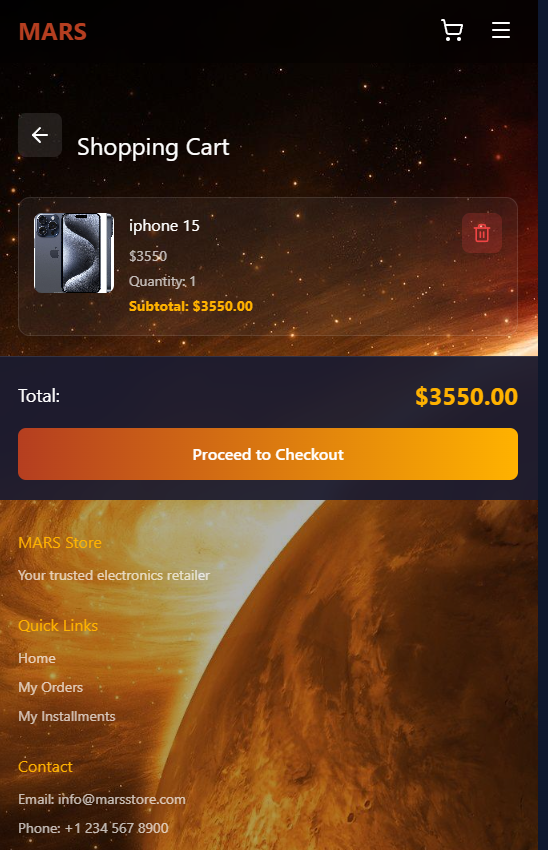 MARS
Shopping Cart
iphone 15
$3550
Quantity: 1
Subtotal: $3550.00
Total:
$3550.00
Proceed to Checkout
MARS Store
Your trusted electronics retailer
Quick Links
Home
My Orders
My Installments
Contact
Email: info@marsstore.com
Phone: +1 234 567 8900